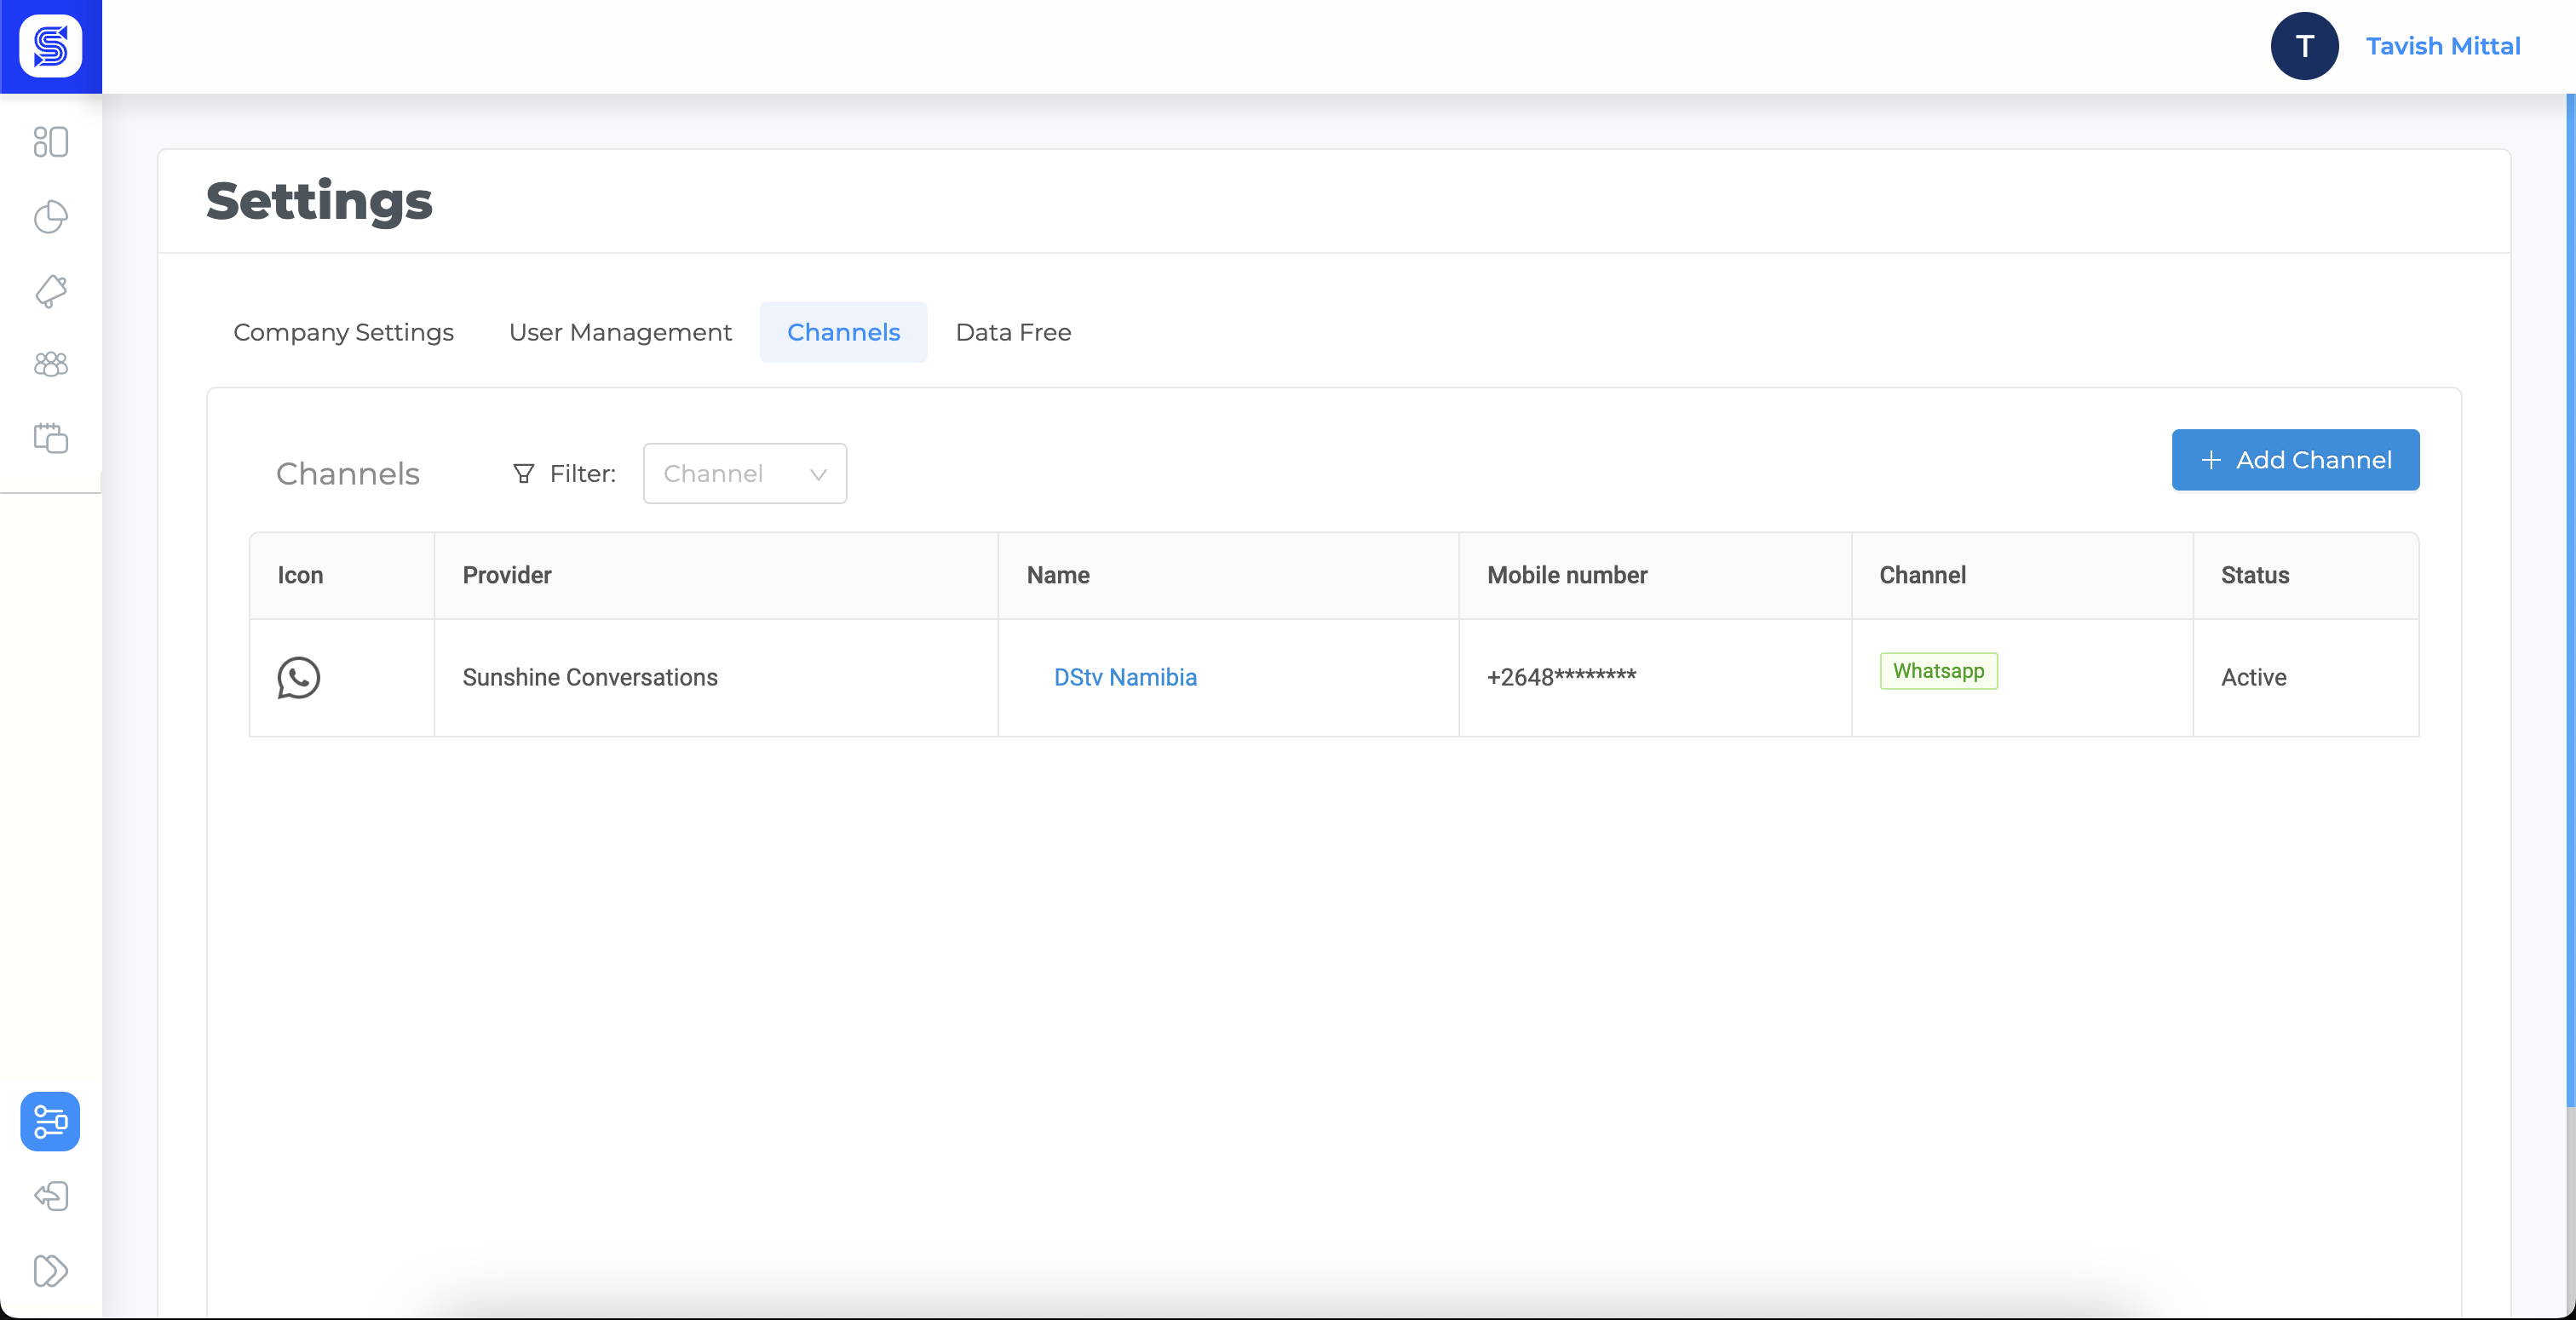 T Tavish Mittal
Settings
Company Settings User Management Channels Data Free
Channels Filter: Channel + Add Channel
Icon Provider Name Mobile number Channel Status
Sunshine Conversations DStv Namibia +2648******** Whatsapp Active